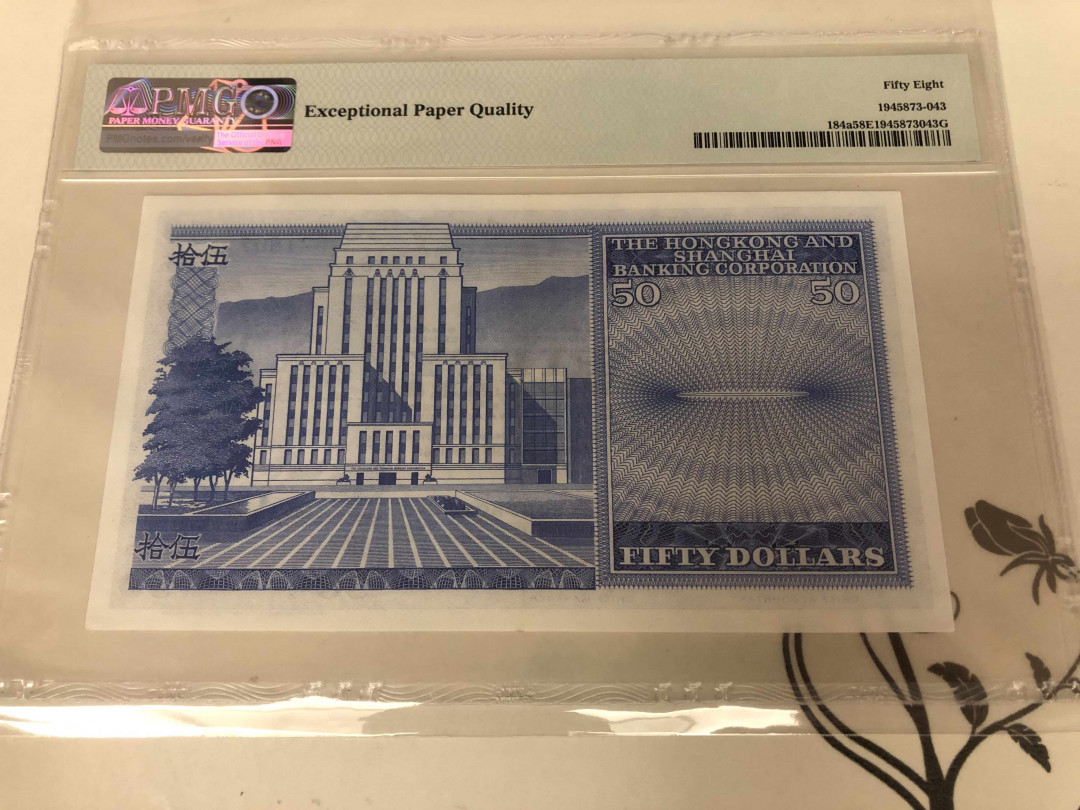 PMG
PAPER MONEY GUARANTY
Exceptional Paper Quality
Fifty Eight
1945873-043
184a58E1945873043G
拾伍
THE HONGKONG AND
SHANGHAI
BANKING CORPORATION
50 50
拾伍
FIFTY DOLLARS